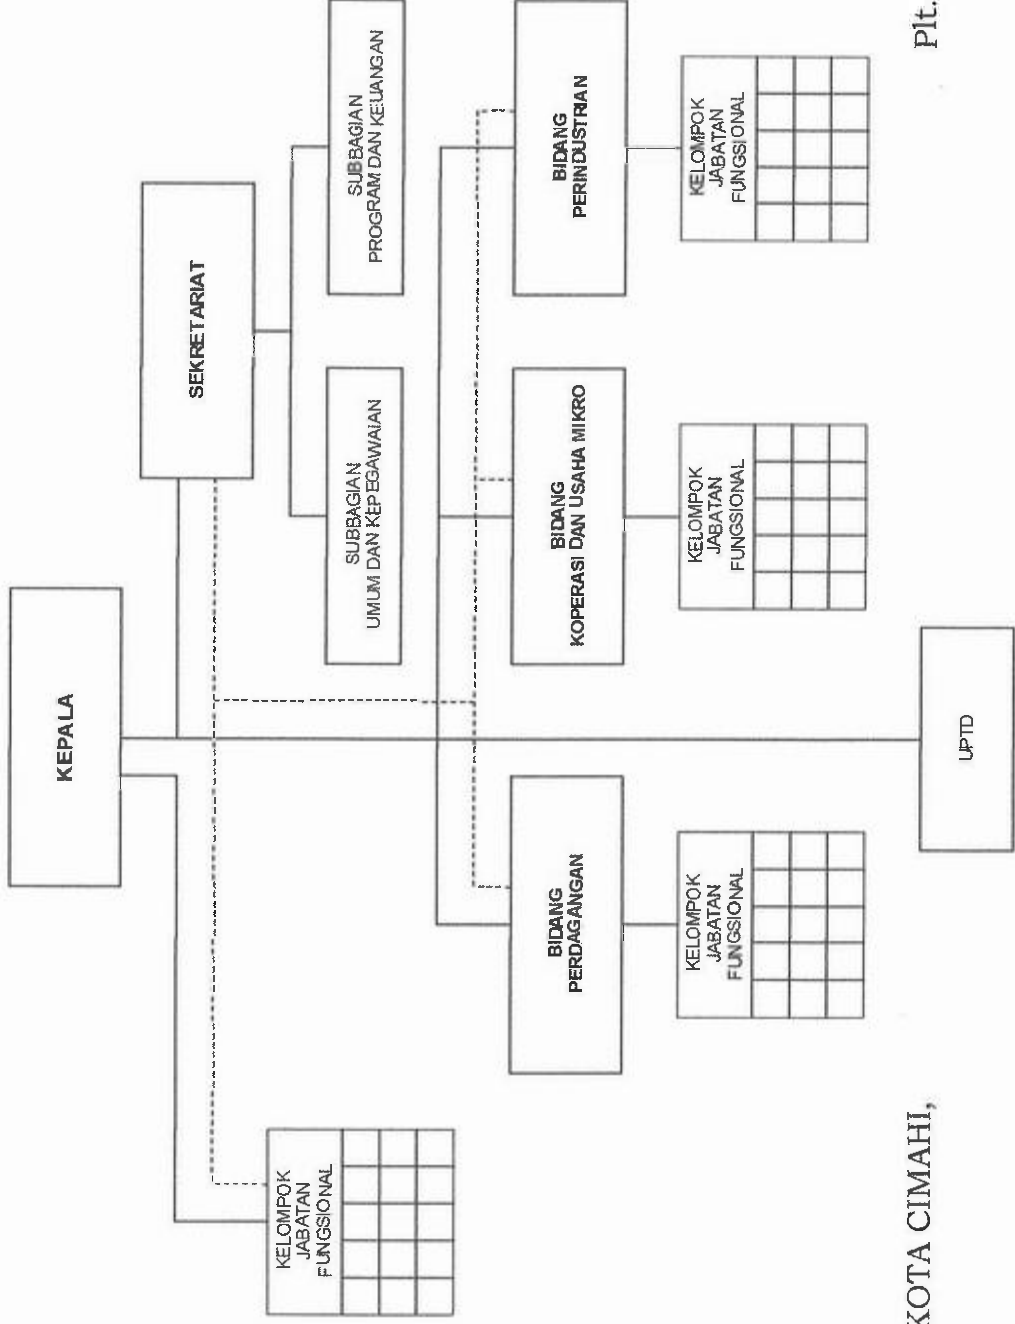 KEPALA
SEKRETARIAT
KELOMPOK
JABATAN
FUNGSIONAL
SUBBAGIAN
UMUM DAN KEPEGAWAIAN
SUBBAGIAN
PROGRAM DAN KEUANGAN
BIDANG
PERDAGANGAN
BIDANG
KOPERASI DAN USAHA MIKRO
BIDANG
PERINDUSTRIAN
KELOMPOK
JABATAN
FUNGSIONAL
KELOMPOK
JABATAN
FUNGSIONAL
KELOMPOK
JABATAN
FUNGSIONAL
UPTD
KOTA CIMAHI,
Plt.